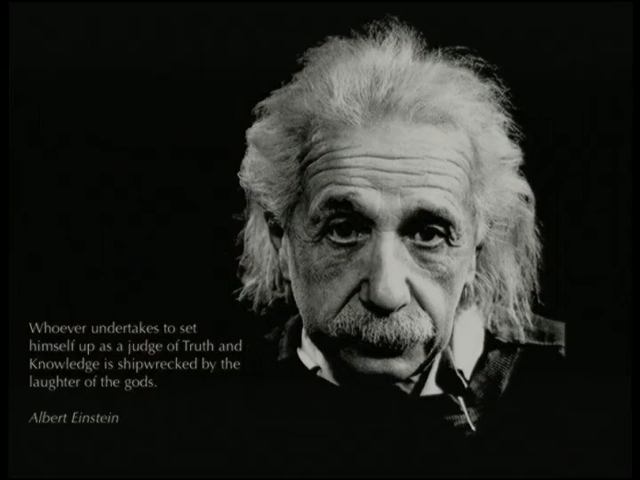 Whoever undertakes to set
himself up as a judge of Truth and
Knowledge is shipwrecked by the
laughter of the gods.
Albert Einstein